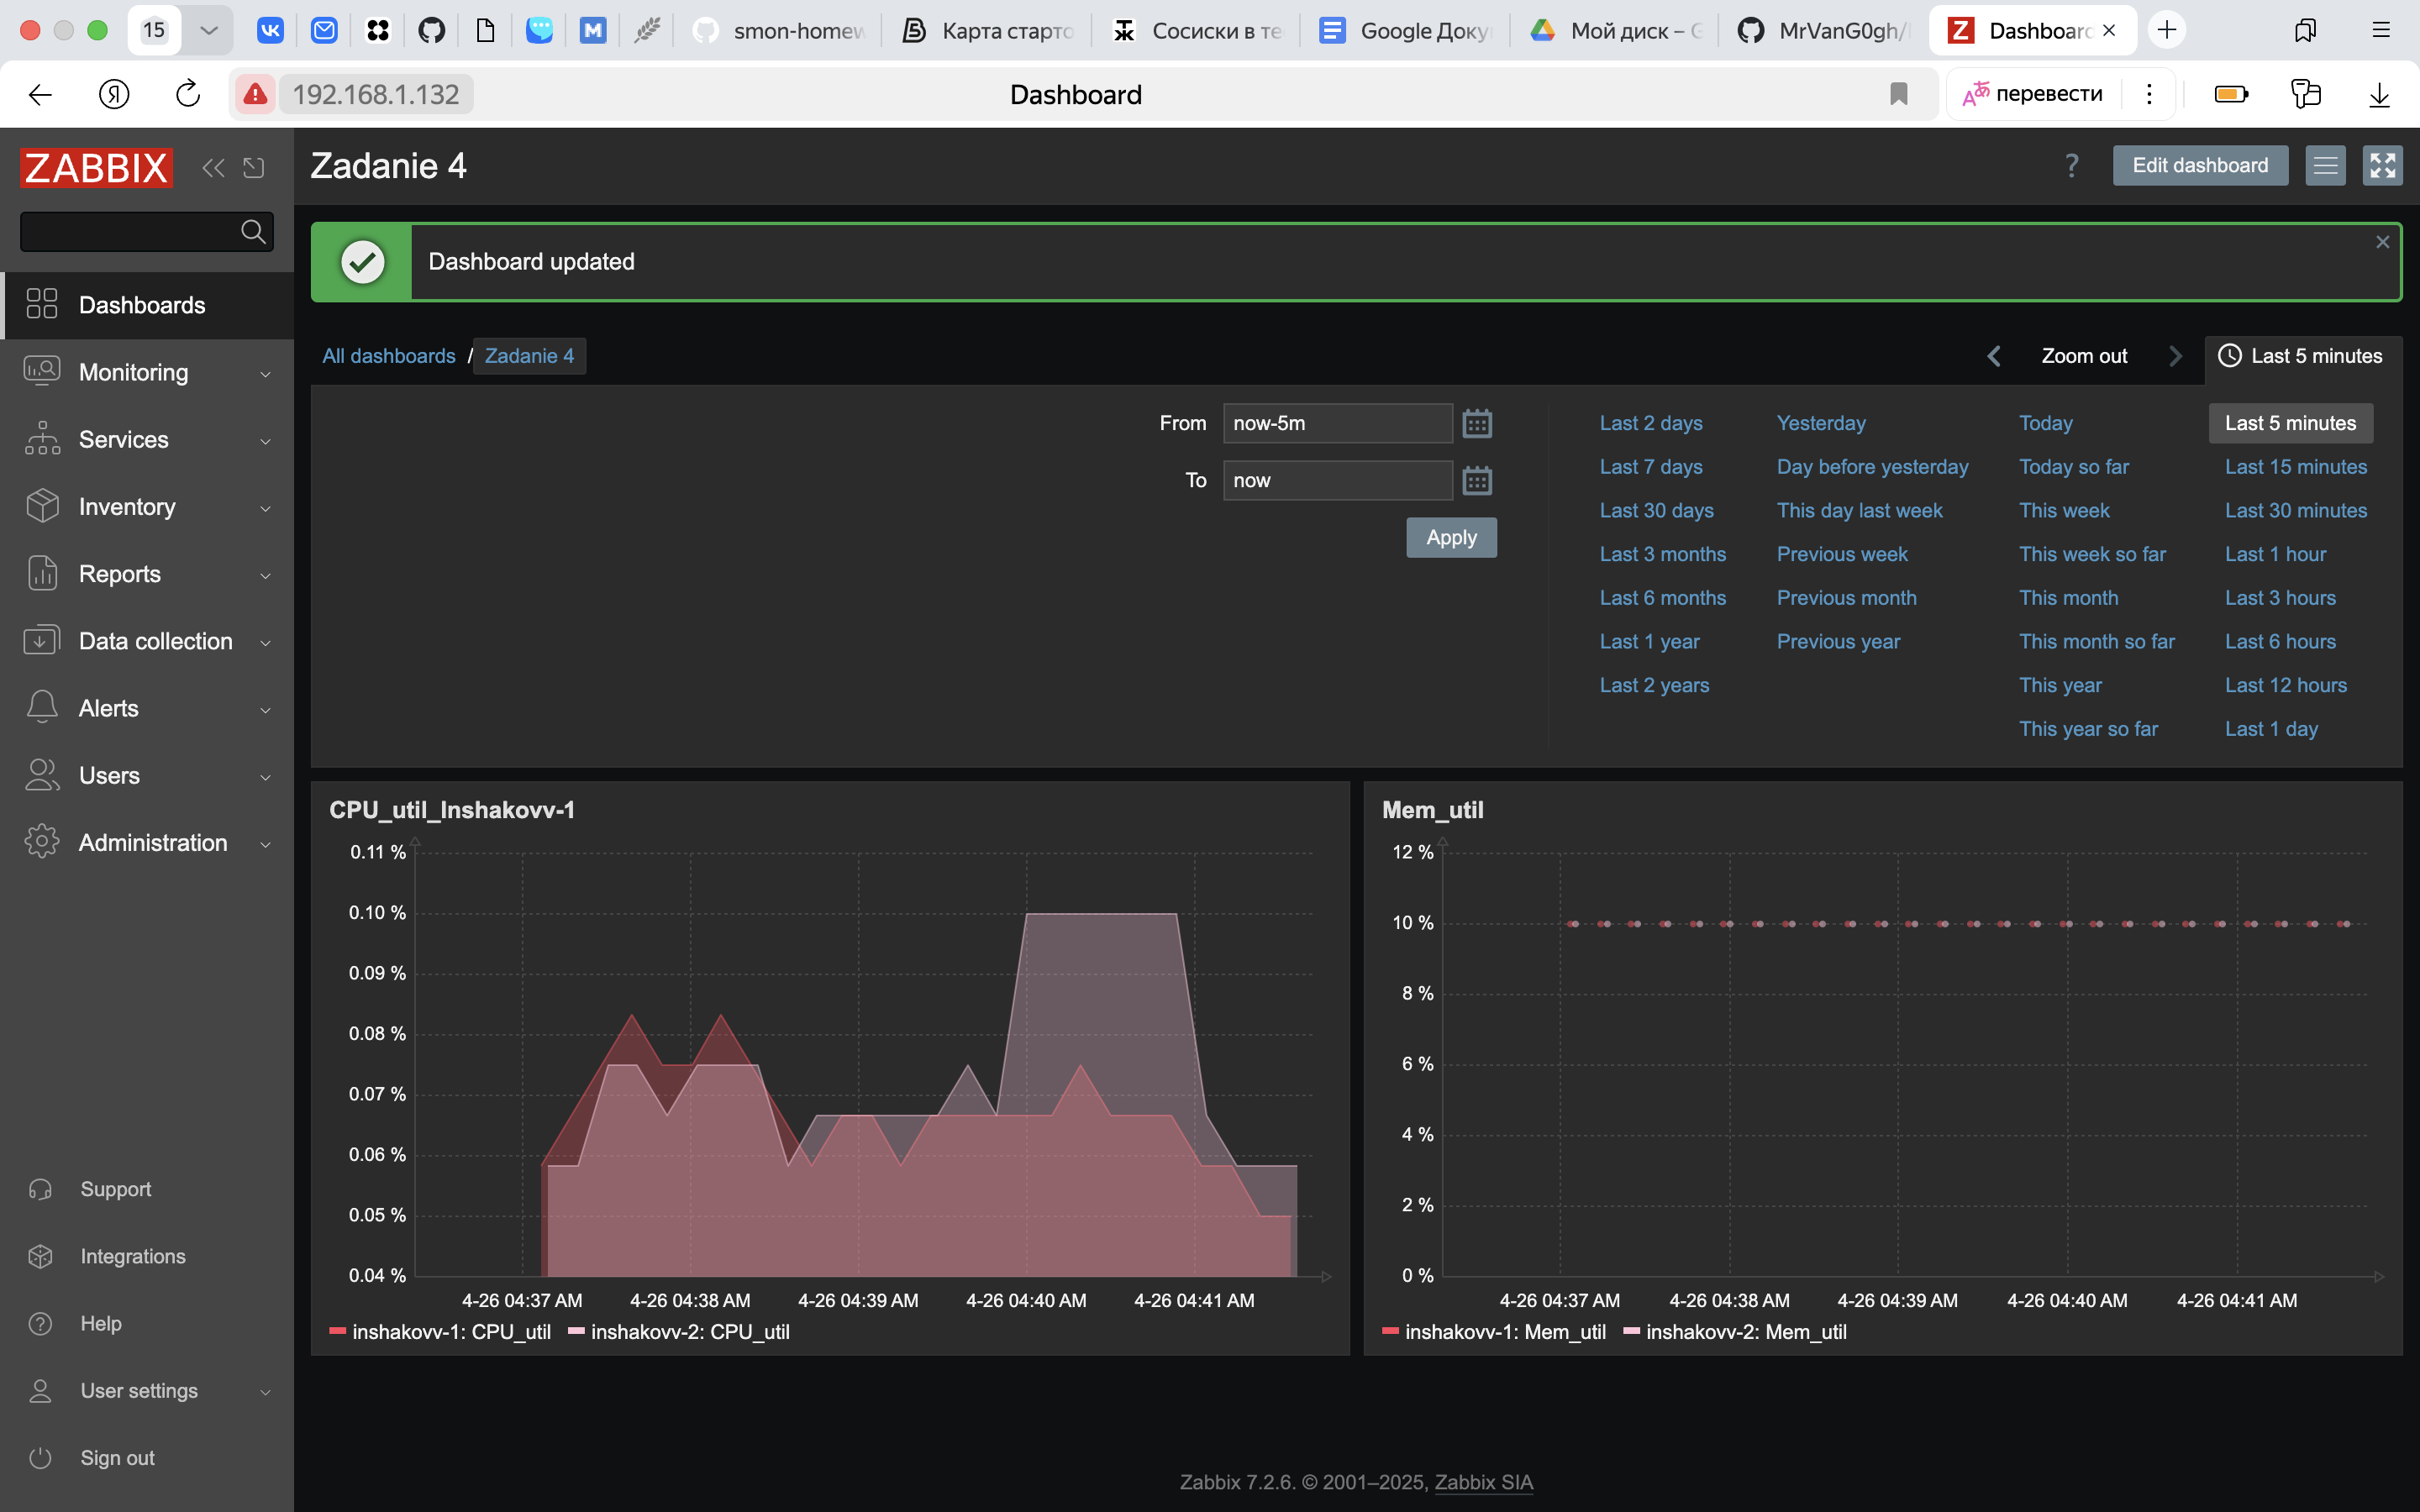 15 smon-homew Карта старто Сосиски в те Google Доку Мой диск – G MrVanG0gh/ Dashboard
192.168.1.132 Dashboard перевести
ZABBIX
Zadanie 4
? Edit dashboard
Dashboard updated
Dashboards
Monitoring
Services
Inventory
Reports
Data collection
Alerts
Users
Administration
Support
Integrations
Help
User settings
Sign out
All dashboards / Zadanie 4
Zoom out Last 5 minutes
From now-5m
To now
Apply
Last 2 days Yesterday Today Last 5 minutes
Last 7 days Day before yesterday Today so far Last 15 minutes
Last 30 days This day last week This week Last 30 minutes
Last 3 months Previous week This week so far Last 1 hour
Last 6 months Previous month This month Last 3 hours
Last 1 year Previous year This month so far Last 6 hours
Last 2 years This year Last 12 hours
This year so far Last 1 day
CPU_util_Inshakovv-1
0.11 %
0.10 %
0.09 %
0.08 %
0.07 %
0.06 %
0.05 %
0.04 %
4-26 04:37 AM 4-26 04:38 AM 4-26 04:39 AM 4-26 04:40 AM 4-26 04:41 AM
inshakovv-1: CPU_util inshakovv-2: CPU_util
Mem_util
12 %
10 %
8 %
6 %
4 %
2 %
0 %
4-26 04:37 AM 4-26 04:38 AM 4-26 04:39 AM 4-26 04:40 AM 4-26 04:41 AM
inshakovv-1: Mem_util inshakovv-2: Mem_util
Zabbix 7.2.6. © 2001–2025, Zabbix SIA